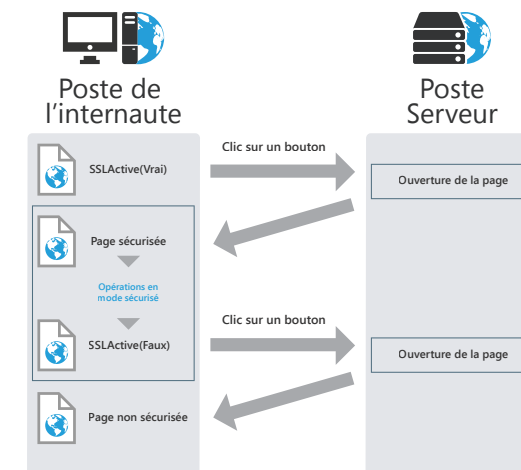 Poste de
l'internaute
Poste
Serveur
Clic sur un bouton
SSLActive(Vrai)
Ouverture de la page
Page sécurisée
Opérations en
mode sécurisé
Clic sur un bouton
SSLActive(Faux)
Ouverture de la page
Page non sécurisée